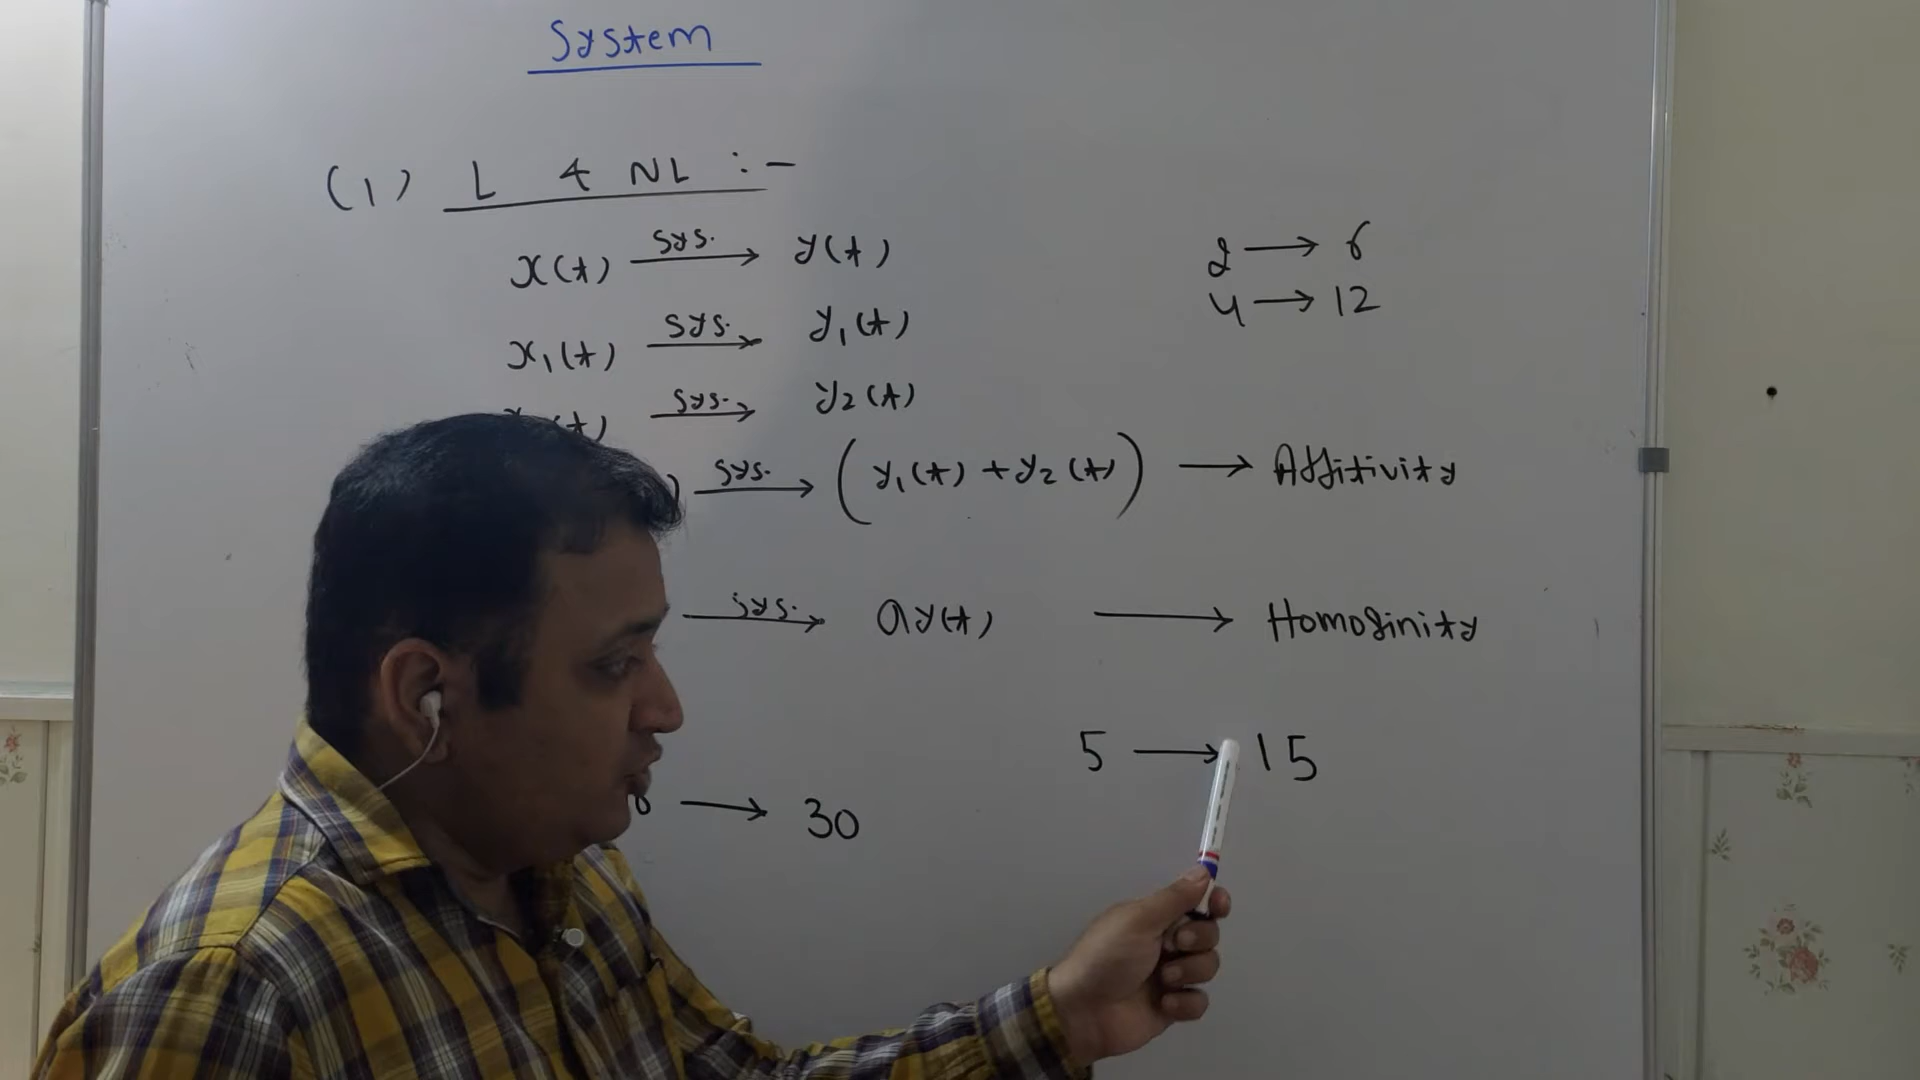 System
(1) L & NL :-
x(t) sys. → y(t)
x1(t) sys. → y1(t)
sys. → y2(t)
sys. → (y1(t) + y2(t)) → Additivity
sys. → ay(t) → Homoginity
2 → 6
4 → 12
5 → 15
→ 30